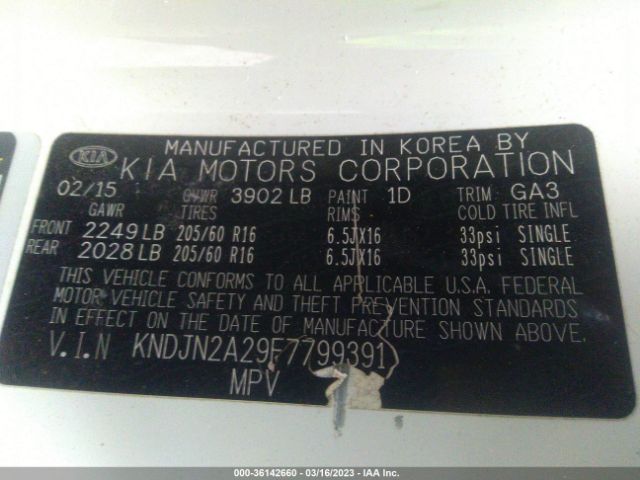 MANUFACTURED IN KOREA BY
KIA KIA MOTORS CORPORATION
02/15 GVWR 3902 LB PAINT 1D TRIM GA3
GAWR TIRES RIMS COLD TIRE INFL
FRONT 2249 LB 205/60 R16 6.5JX16 33psi SINGLE
REAR 2028 LB 205/60 R16 6.5JX16 33psi SINGLE
THIS VEHICLE CONFORMS TO ALL APPLICABLE U.S.A. FEDERAL
MOTOR VEHICLE SAFETY AND THEFT PREVENTION STANDARDS
IN EFFECT ON THE DATE OF MANUFACTURE SHOWN ABOVE.
V.I.N KNDJN2A29F7799391
MPV
000-36142660 - 03/16/2023 - IAA Inc.